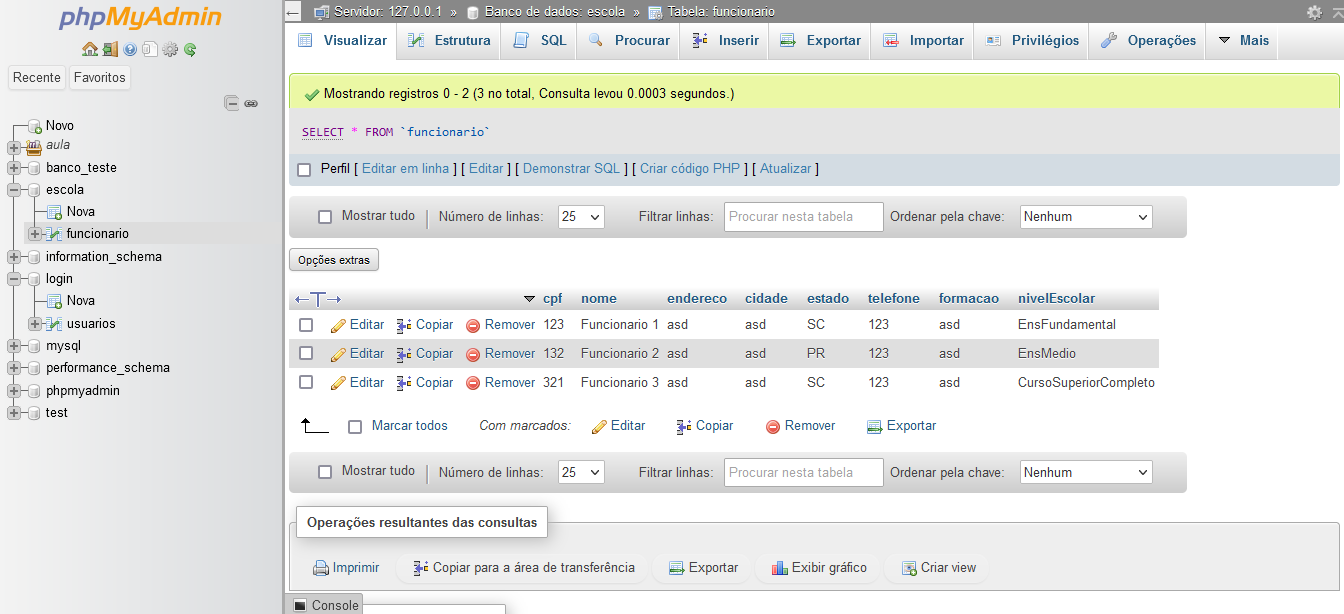 phpMyAdmin
Recente Favoritos
Novo
aula
banco_teste
escola
Nova
funcionario
information_schema
login
Nova
usuarios
mysql
performance_schema
phpmyadmin
test
Servidor: 127.0.0.1 » Banco de dados: escola » Tabela: funcionario
Visualizar Estrutura SQL Procurar Inserir Exportar Importar Privilégios Operações Mais
Mostrando registros 0 - 2 (3 no total, Consulta levou 0.0003 segundos.)
SELECT * FROM `funcionario`
Perfil [ Editar em linha ] [ Editar ] [ Demonstrar SQL ] [ Criar código PHP ] [ Atualizar ]
Mostrar tudo Número de linhas: 25 Filtrar linhas: Procurar nesta tabela Ordenar pela chave: Nenhum
Opções extras
←T→ cpf nome endereco cidade estado telefone formacao nivelEscolar
Editar Copiar Remover 123 Funcionario 1 asd asd SC 123 asd EnsFundamental
Editar Copiar Remover 132 Funcionario 2 asd asd PR 123 asd EnsMedio
Editar Copiar Remover 321 Funcionario 3 asd asd SC 123 asd CursoSuperiorCompleto
Marcar todos Com marcados: Editar Copiar Remover Exportar
Mostrar tudo Número de linhas: 25 Filtrar linhas: Procurar nesta tabela Ordenar pela chave: Nenhum
Operações resultantes das consultas
Imprimir Copiar para a área de transferência Exportar Exibir gráfico Criar view
Console